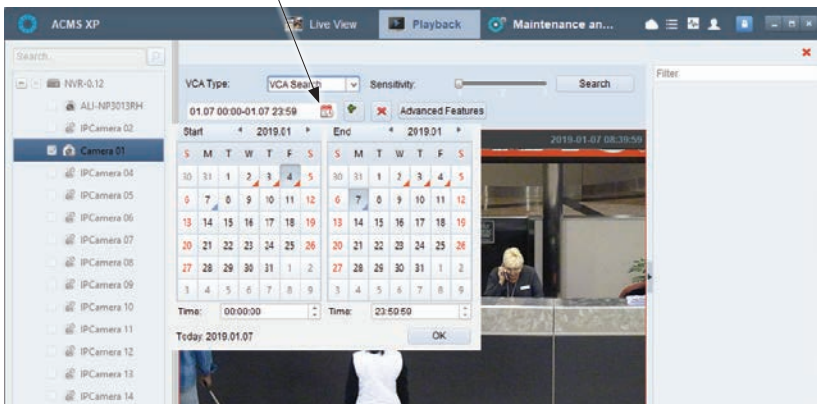 ACMS XP
Live View
Playback
Maintenance an...
Search...
NVR-0.12
ALI-NP3013RH
IPCamera 02
Camera 01
IPCamera 04
IPCamera 05
IPCamera 06
IPCamera 07
IPCamera 08
IPCamera 09
IPCamera 10
IPCamera 11
IPCamera 12
IPCamera 13
IPCamera 14
VCA Type: VCA Search Sensitivity: Search
01.07 00:00-01.07 23:59 Advanced Features
Start 2019.01
S M T W T F S
30 31 1 2 3 4 5
6 7 8 9 10 11 12
13 14 15 16 17 18 19
20 21 22 23 24 25 26
27 28 29 30 31 1 2
3 4 5 6 7 8 9
Time: 00:00:00
End 2019.01
S M T W T F S
30 31 1 2 3 4 5
6 7 8 9 10 11 12
13 14 15 16 17 18 19
20 21 22 23 24 25 26
27 28 29 30 31 1 2
3 4 5 6 7 8 9
Time: 23:59:59
Today: 2019.01.07
OK
2019-01-07 08:39:59
Filter